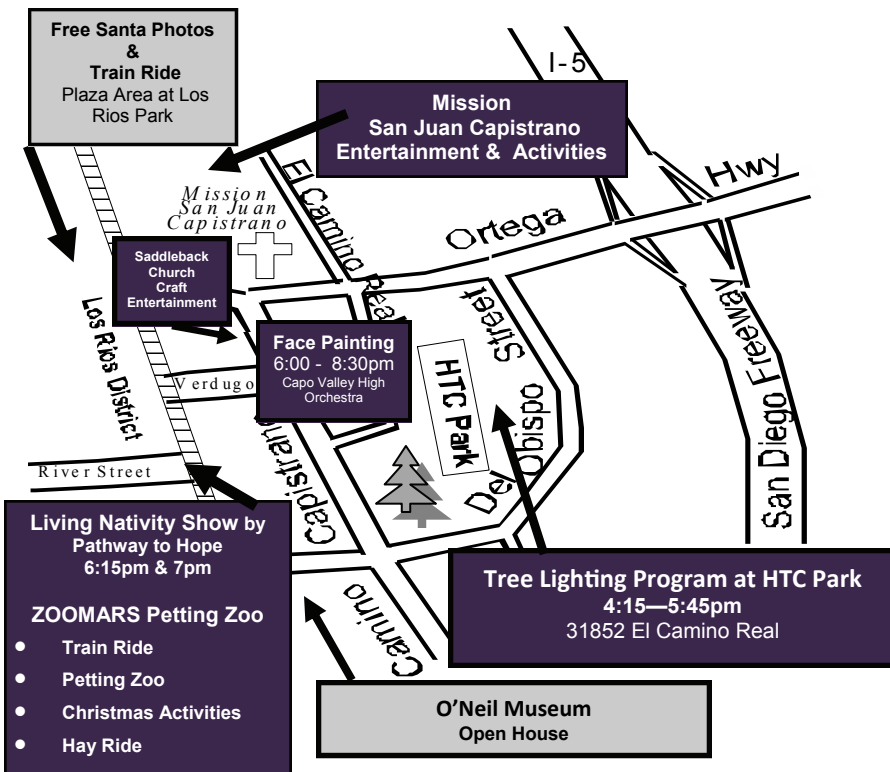 Free Santa Photos
&
Train Ride
Plaza Area at Los
Rios Park
I-5
Mission
San Juan Capistrano
Entertainment & Activities
Hwy
Ortega
Mission
San Juan
Capistrano
El Camino Real
Saddleback
Church
Craft
Entertainment
Street
Los Rios District
Face Painting
6:00 - 8:30pm
Capo Valley High
Orchestra
Verdugo
HTC Park
San Diego Freeway
Del Obispo
River Street
Capistrano
Living Nativity Show by
Pathway to Hope
6:15pm & 7pm
ZOOMARS Petting Zoo
• Train Ride
• Petting Zoo
• Christmas Activities
• Hay Ride
Tree Lighting Program at HTC Park
4:15—5:45pm
31852 El Camino Real
Camino
O'Neil Museum
Open House